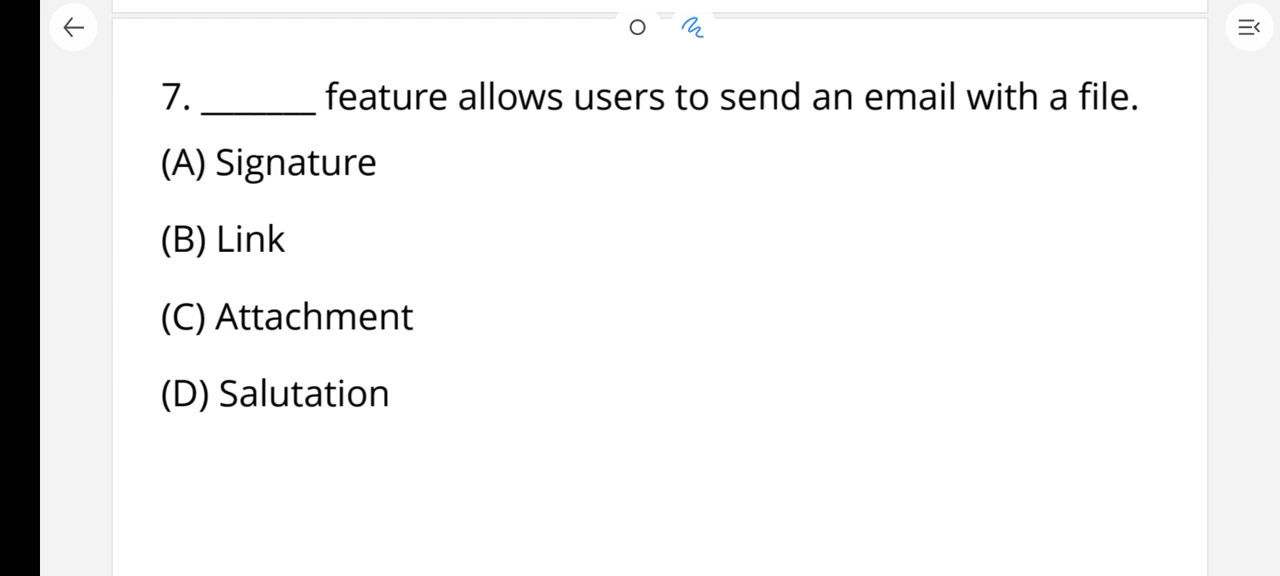 7. ______ feature allows users to send an email with a file.
(A) Signature
(B) Link
(C) Attachment
(D) Salutation